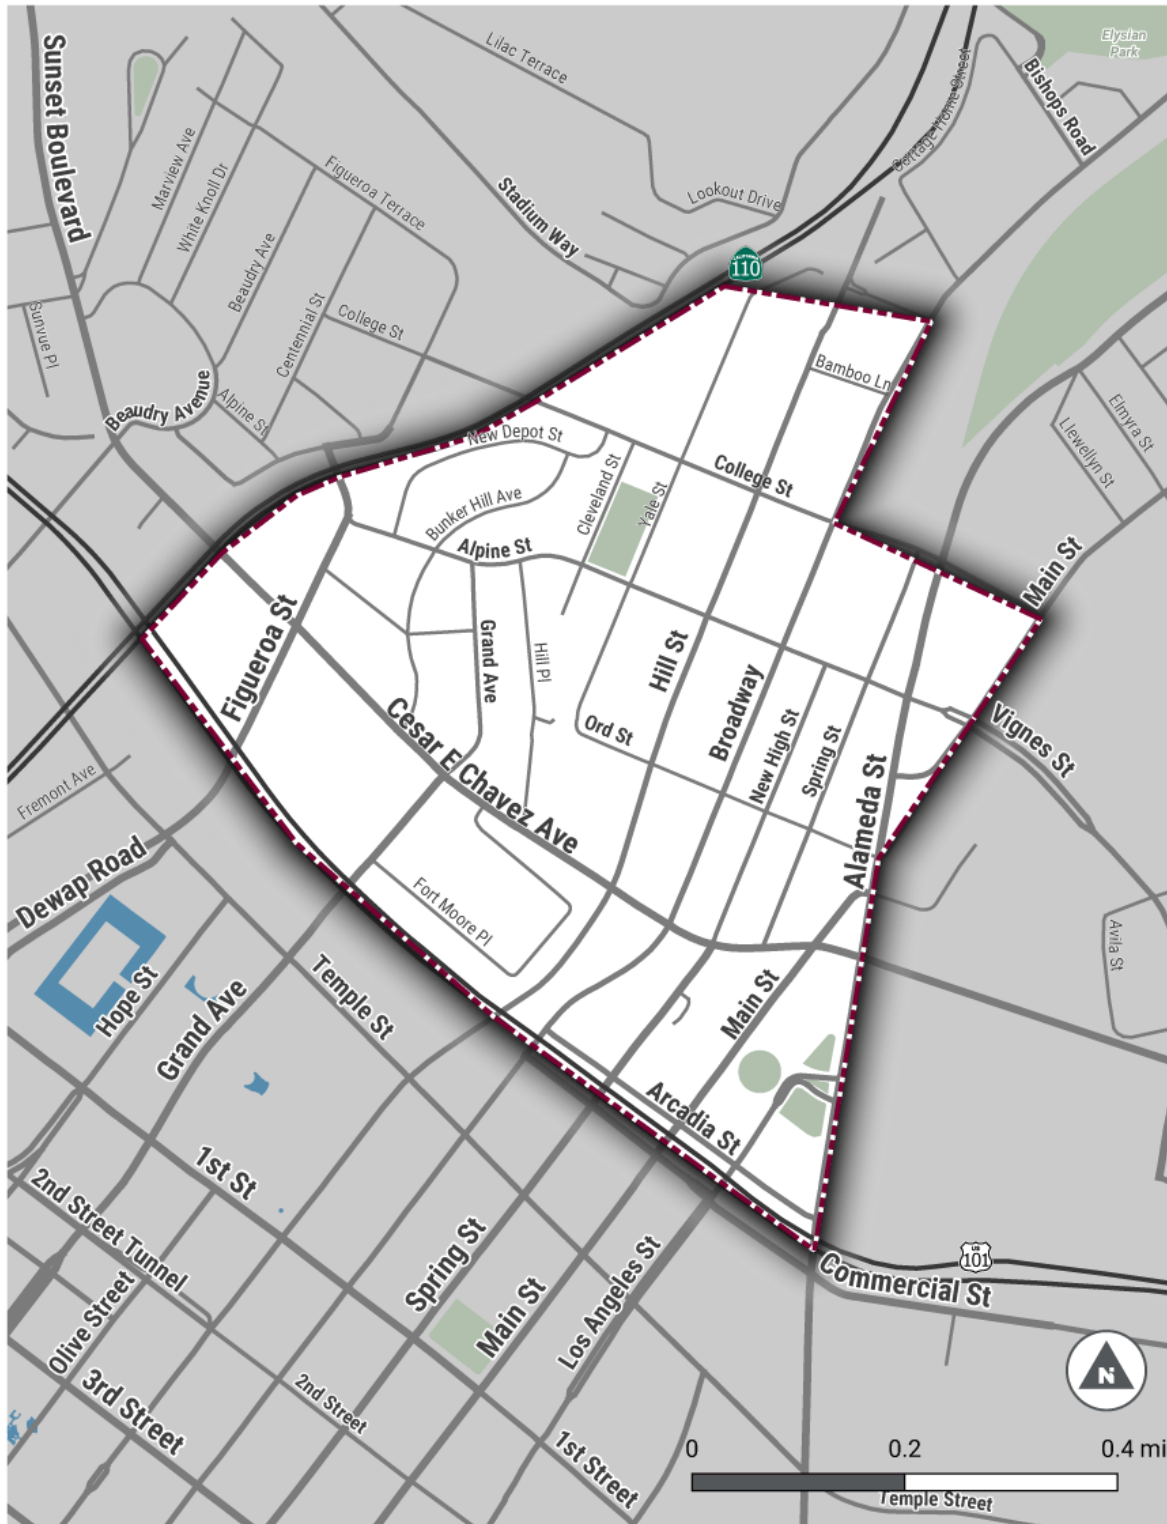 Elysian
Park
Lilac Terrace
Sunset Boulevard
Bishops Road
Cottage Home Street
Marview Ave
White Knoll Dr
Figueroa Terrace
Stadium Way
Lookout Drive
Beaudry Ave
CALIFORNIA
110
Centennial St
College St
Sunvue Pl
Bamboo Ln
Beaudry Avenue
Alpine St
New Depot St
Elmyra St
Llewellyn St
College St
Cleveland St
Yale St
Bunker Hill Ave
Alpine St
Main St
Figueroa St
Grand Ave
Hill Pl
Hill St
Broadway
Ord St
New High St
Spring St
Vignes St
Cesar E Chavez Ave
Alameda St
Fremont Ave
Dewap Road
Fort Moore Pl
Avila St
Hope St
Grand Ave
Temple St
Main St
Arcadia St
1st St
2nd Street Tunnel
Spring St
Main St
Los Angeles St
US
101
Commercial St
Olive Street
3rd Street
2nd Street
1st Street
N
0 0.2 0.4 mi
Temple Street